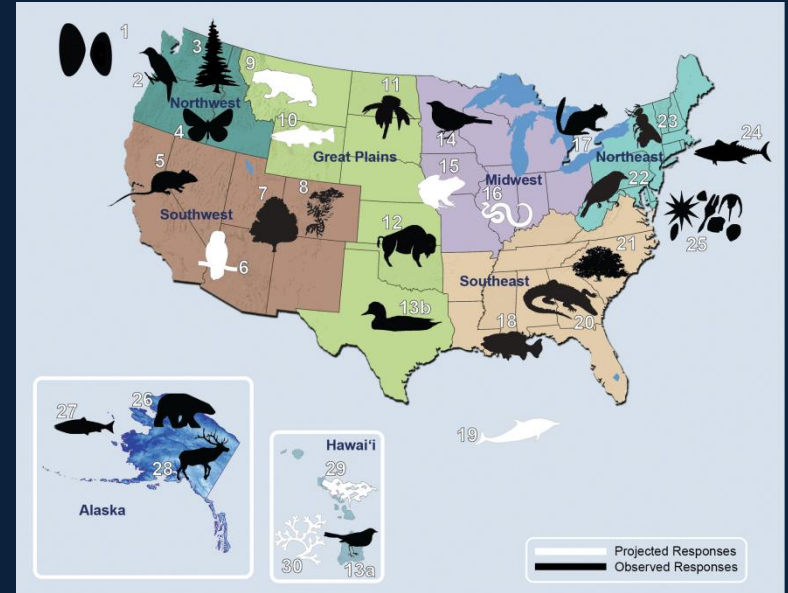 1
3
2
9
11
Northwest
10
14
17
23
24
4
Great Plains
15
Northeast
5
Midwest
16
22
7
8
Southwest
25
12
21
6
Southeast
13b
18
20
19
26
27
28
Alaska
Hawai‘i
29
30
13a
Projected Responses
Observed Responses